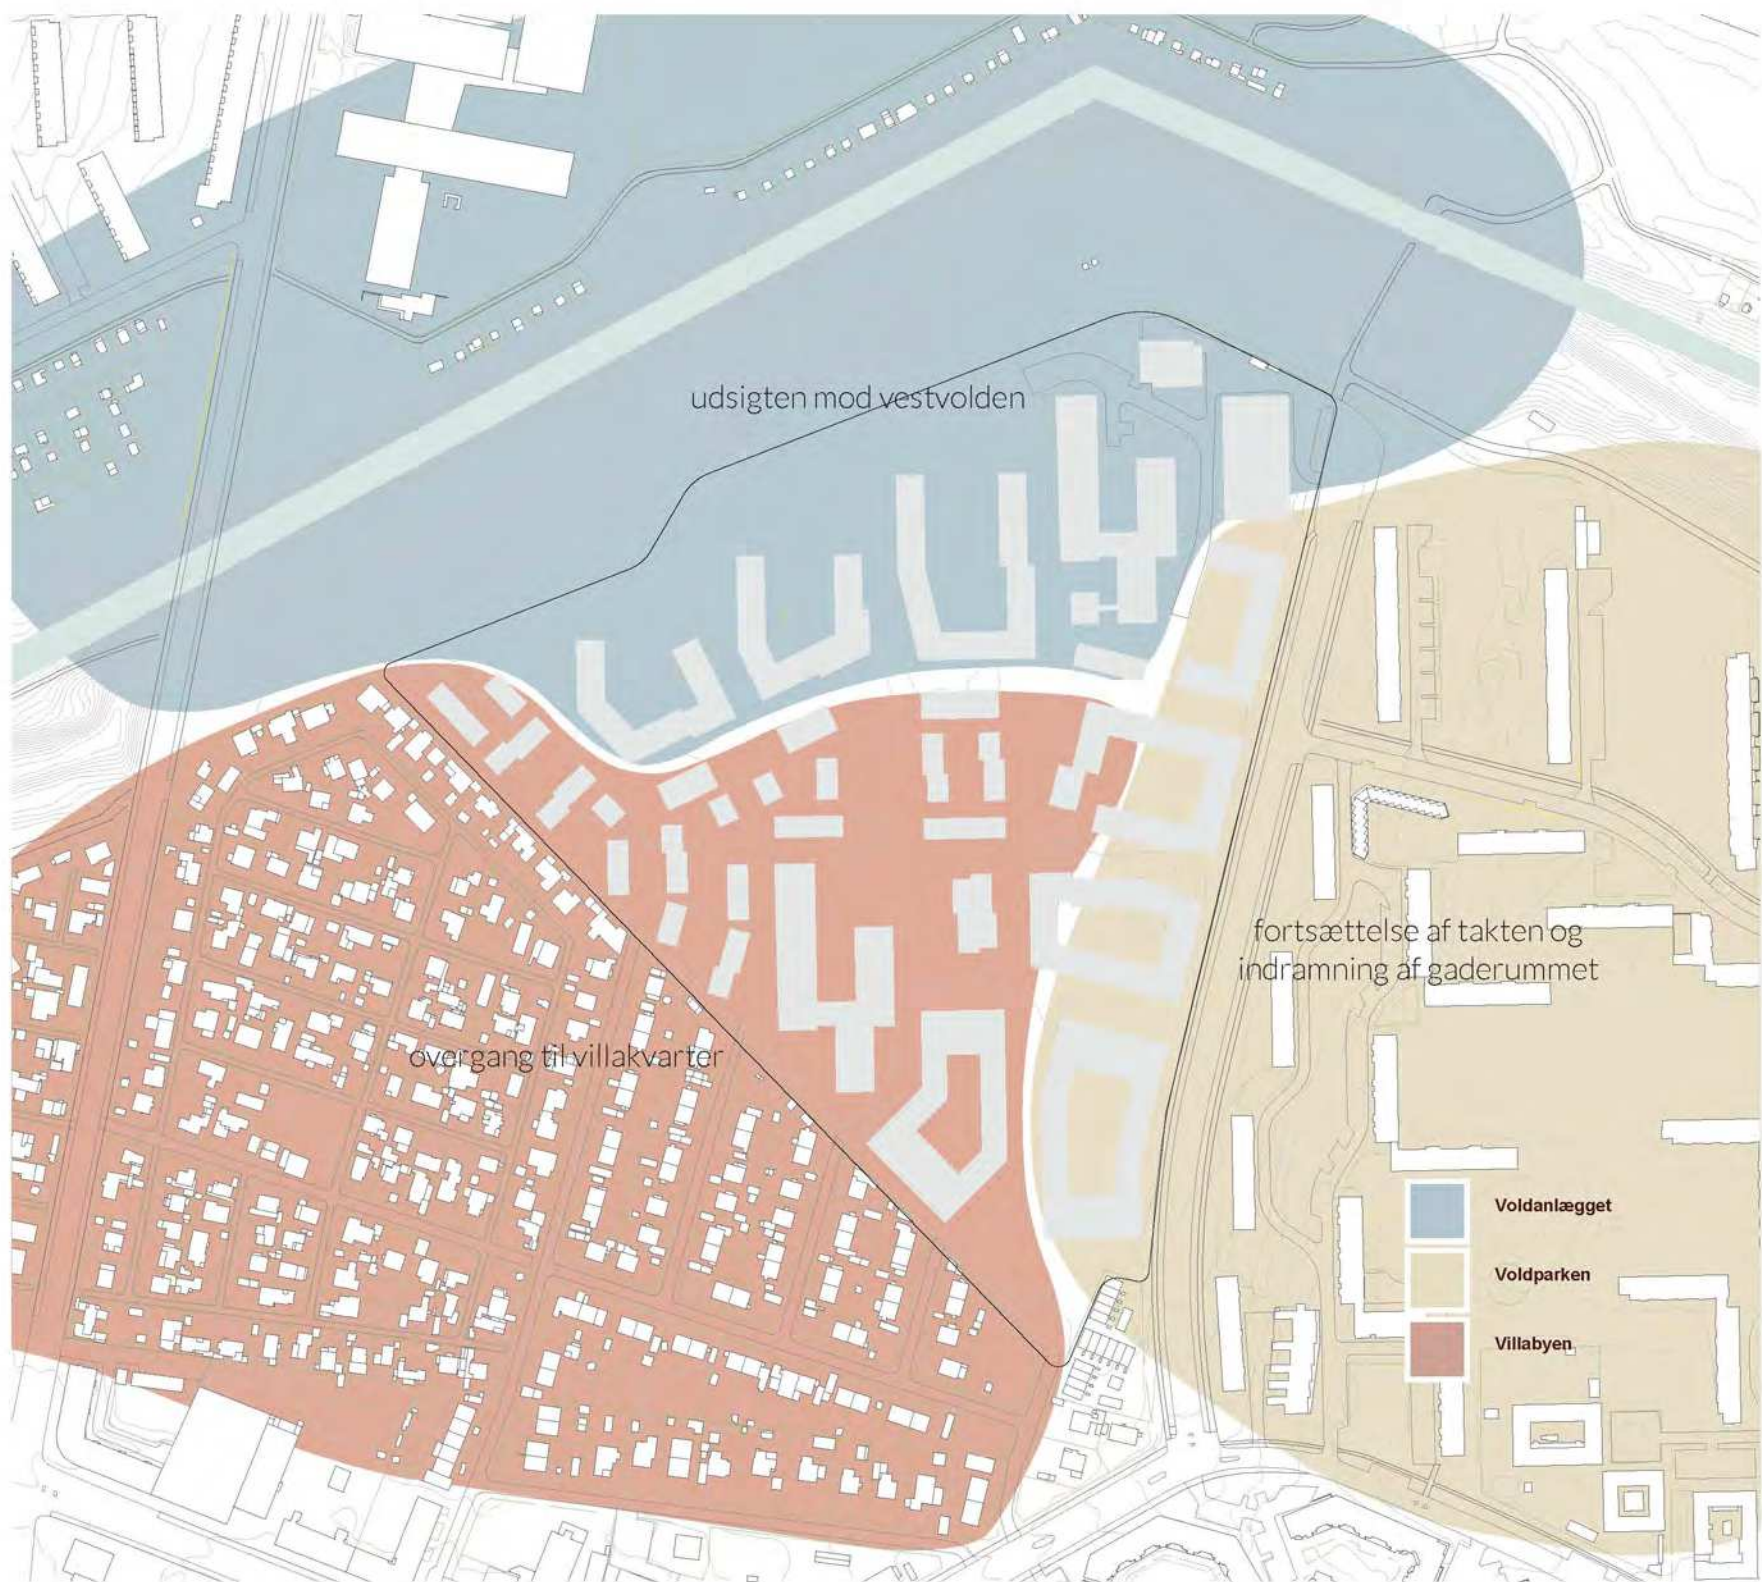 udsigten mod vestvolden
fortsættelse af takten og
indramning af gaderummet
overgang til villakvarter
Voldanlægget
Voldparken
Villabyen